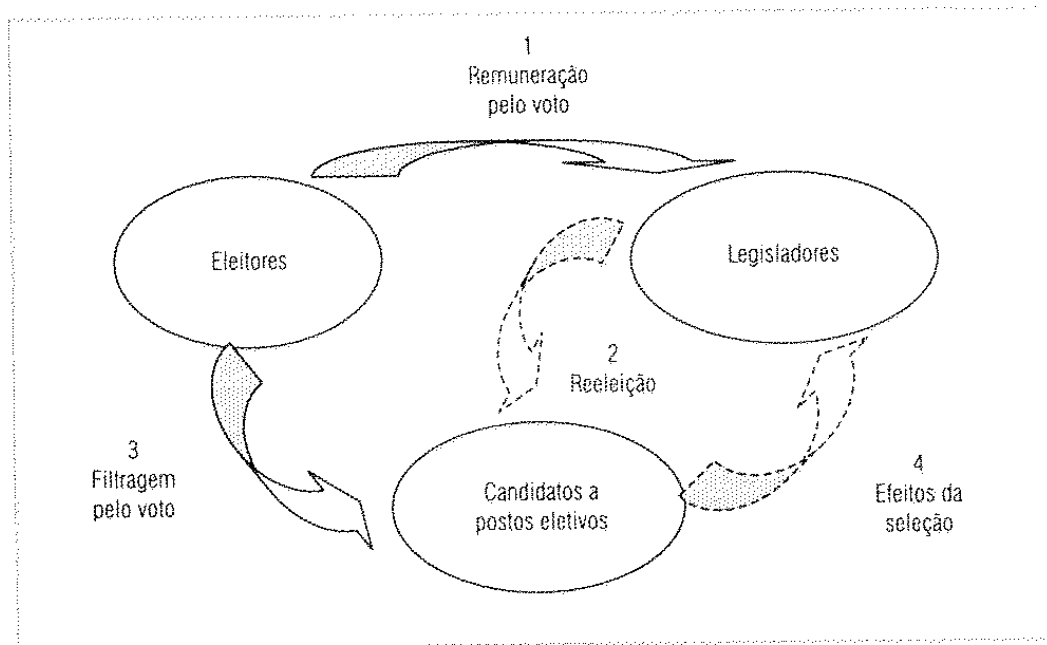 1
Remuneração
pelo voto
Eleitores
Legisladores
2
Reeleição
3
Filtragem
pelo voto
Candidatos a
postos eletivos
4
Efeitos da
seleção